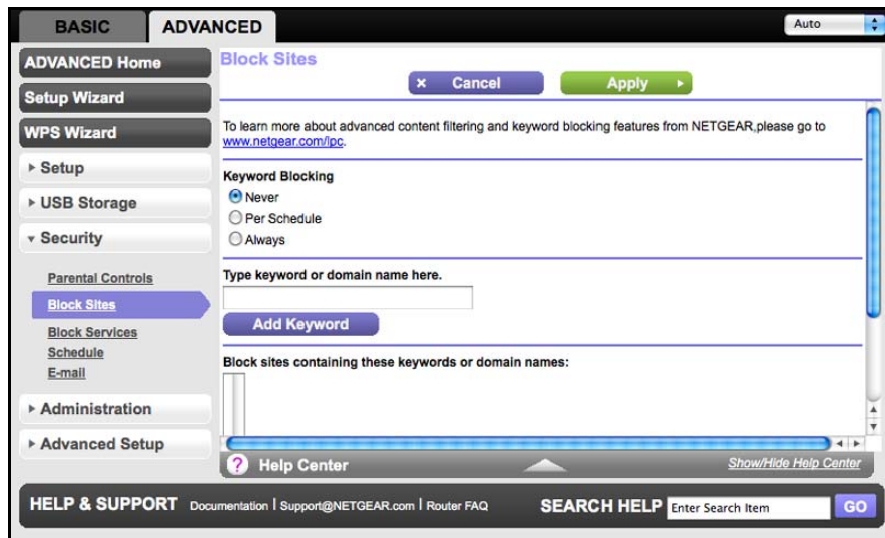 BASIC
ADVANCED
Auto
ADVANCED Home
Setup Wizard
WPS Wizard
Setup
USB Storage
Security
Parental Controls
Block Sites
Block Services
Schedule
E-mail
Administration
Advanced Setup
Block Sites
x Cancel
Apply
To learn more about advanced content filtering and keyword blocking features from NETGEAR,please go to
www.netgear.com/lpc.
Keyword Blocking
Never
Per Schedule
Always
Type keyword or domain name here.
Add Keyword
Block sites containing these keywords or domain names:
? Help Center
Show/Hide Help Center
HELP & SUPPORT Documentation | Support@NETGEAR.com | Router FAQ
SEARCH HELP Enter Search Item GO